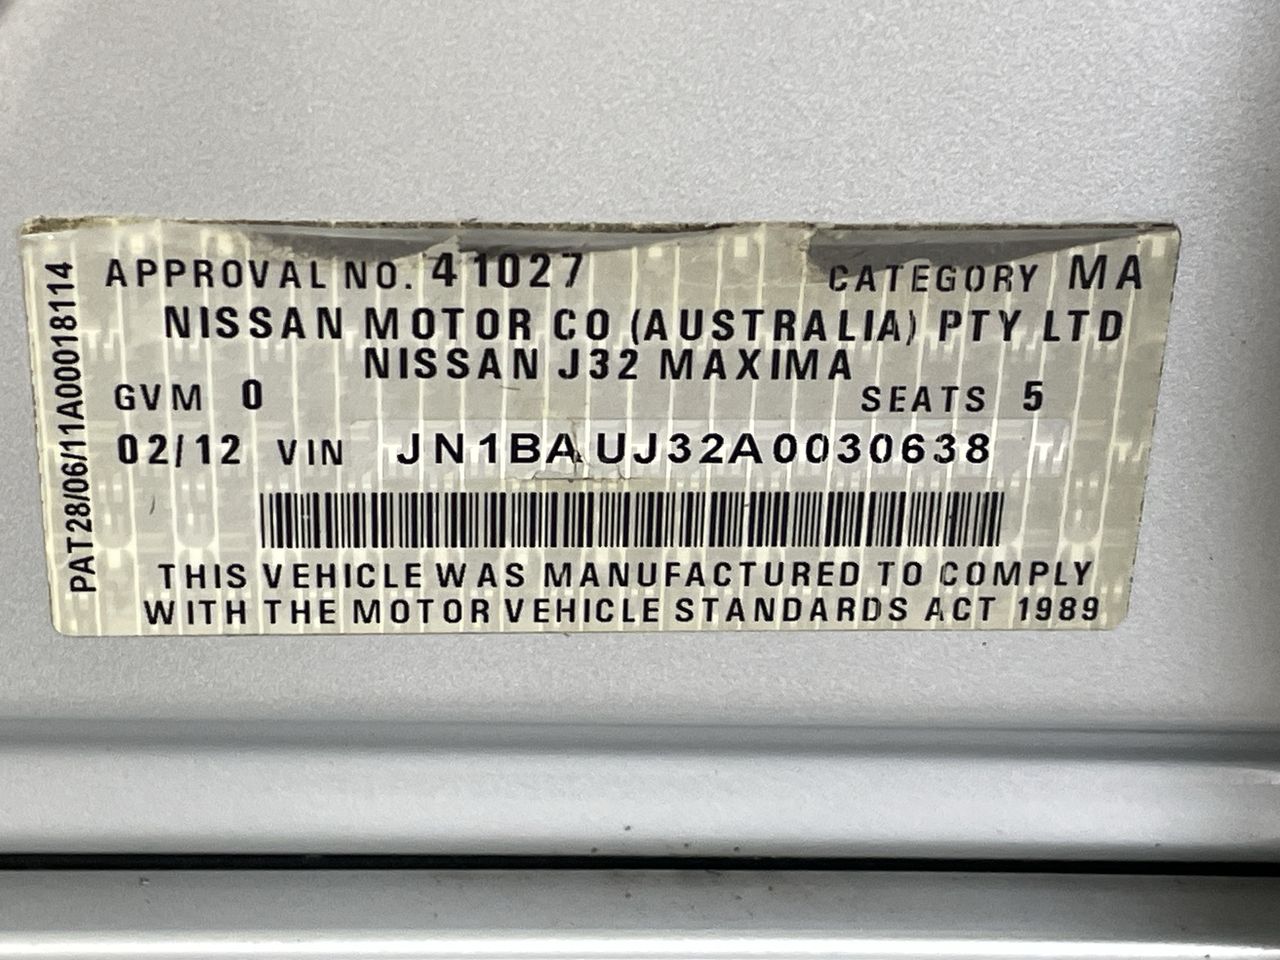 PAT28/06/11A00018114
APPROVAL NO. 41027 CATEGORY MA
NISSAN MOTOR CO (AUSTRALIA) PTY LTD
NISSAN J32 MAXIMA
GVM 0 SEATS 5
02/12 VIN JN1BAUJ32A0030638
THIS VEHICLE WAS MANUFACTURED TO COMPLY
WITH THE MOTOR VEHICLE STANDARDS ACT 1989